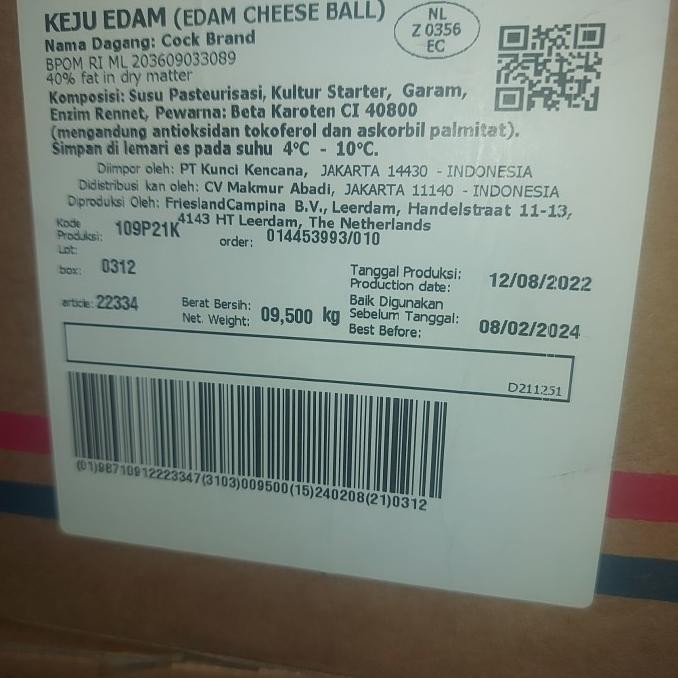 KEJU EDAM (EDAM CHEESE BALL)
NL
Z 0356
EC
Nama Dagang: Cock Brand
BPOM RI ML 203609033089
40% fat in dry matter
Komposisi: Susu Pasteurisasi, Kultur Starter, Garam,
Enzim Rennet, Pewarna: Beta Karoten CI 40800
(mengandung antioksidan tokoferol dan askorbil palmitat).
Simpan di lemari es pada suhu 4°C - 10°C.
Diimpor oleh: PT Kunci Kencana, JAKARTA 14430 - INDONESIA
Didistribusi kan oleh: CV Makmur Abadi, JAKARTA 11140 - INDONESIA
Diproduksi Oleh: FrieslandCampina B.V., Leerdam, Handelstraat 11-13,
4143 HT Leerdam, The Netherlands
Kode
Produksi: 109P21K
order: 014453993/010
Lot:
box: 0312
Tanggal Produksi:
Production date: 12/08/2022
article: 22334
Berat Bersih:
Net. Weight: 09,500 kg
Baik Digunakan
Sebelum Tanggal:
Best Before: 08/02/2024
D211251
(01)98710912223347(3103)009500(15)240208(21)0312